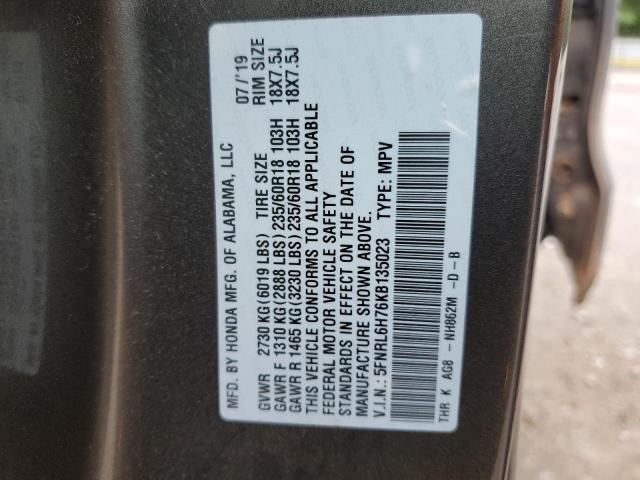 MFD. BY HONDA MFG. OF ALABAMA, LLC 07/'19
GVWR 2730 KG(6019 LBS) TIRE SIZE RIM SIZE
GAWR F 1310 KG(2888 LBS)235/60R18 103H 18X7.5J
GAWR R 1465 KG(3230 LBS)235/60R18 103H 18X7.5J
THIS VEHICLE CONFORMS TO ALL APPLICABLE
FEDERAL MOTOR VEHICLE SAFETY
STANDARDS IN EFFECT ON THE DATE OF
MANUFACTURE SHOWN ABOVE.
V.I.N.: 5FNRL6H76KB135023 TYPE: MPV
THR K AG8 - NH862M -D-B